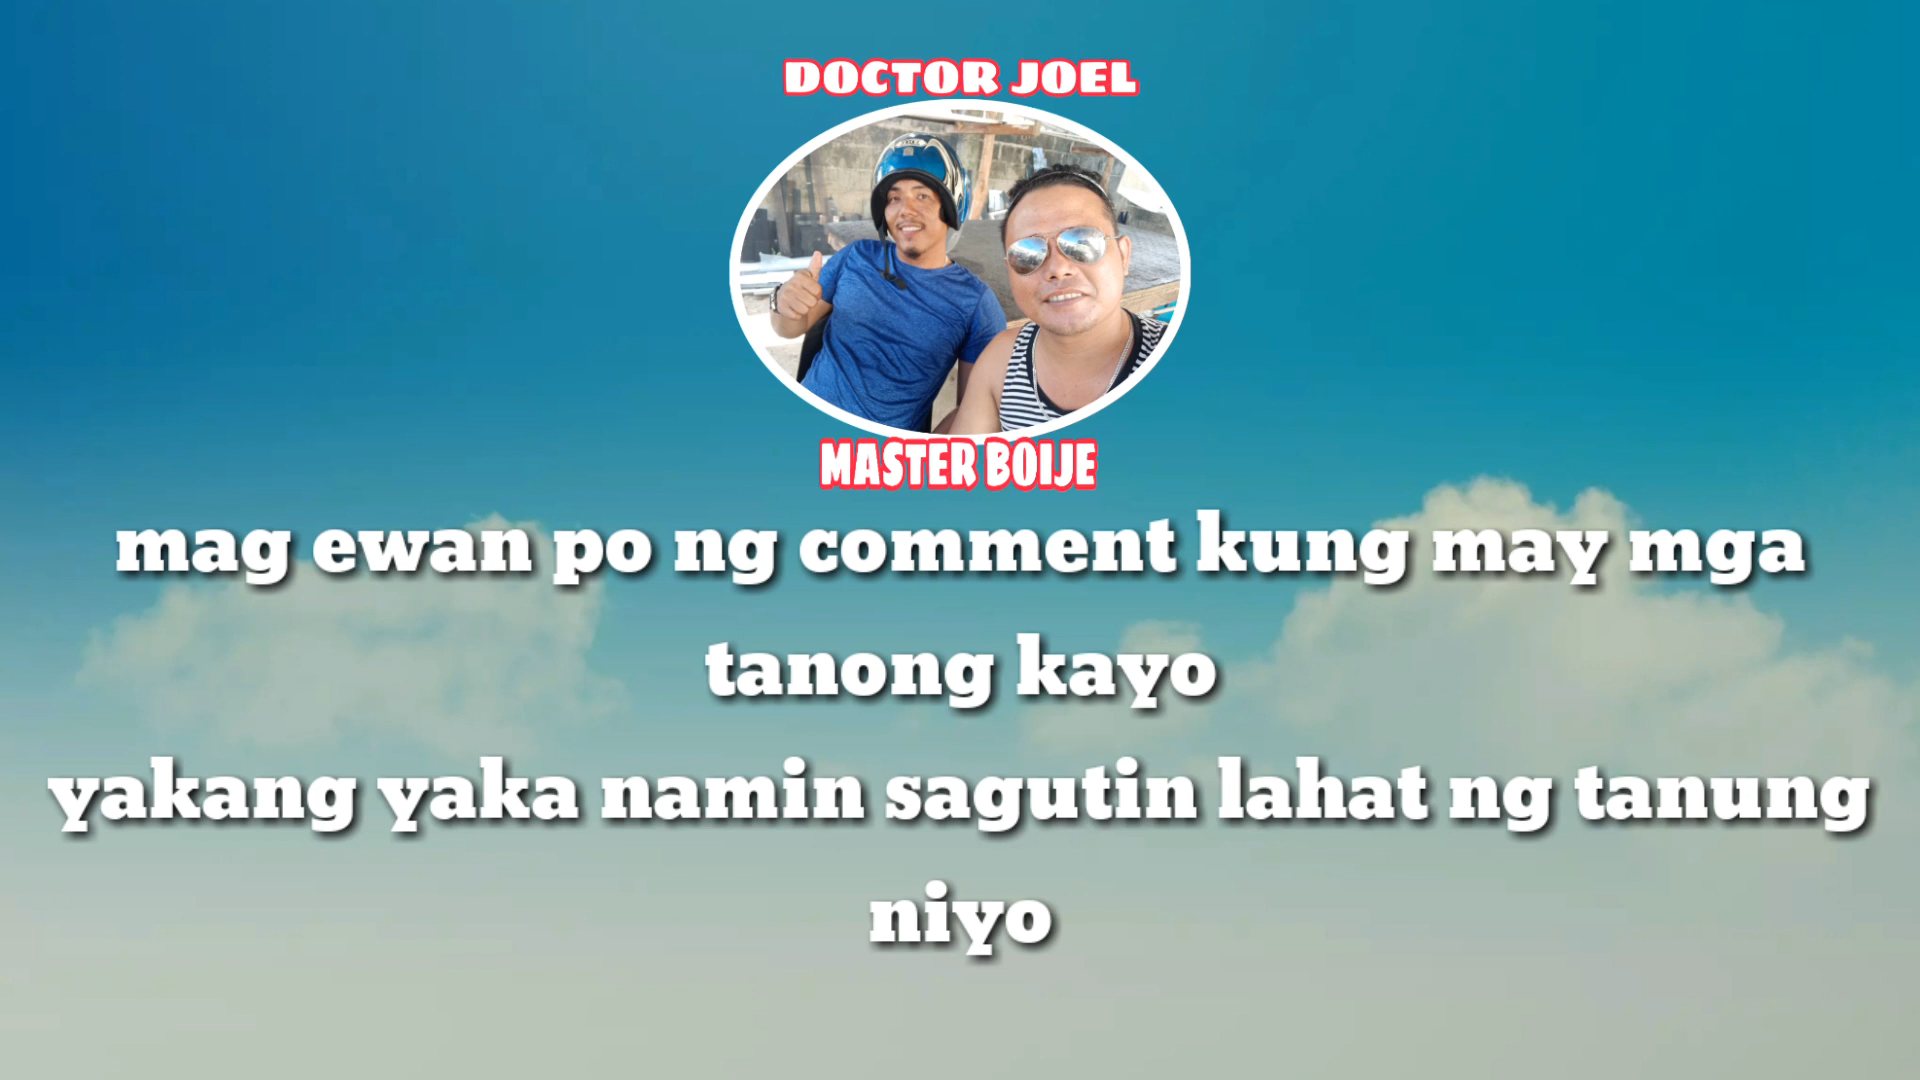 DOCTOR JOEL
MASTER BOIJE
mag ewan po ng comment kung may mga
tanong kayo
yakang yaka namin sagutin lahat ng tanung
niyo